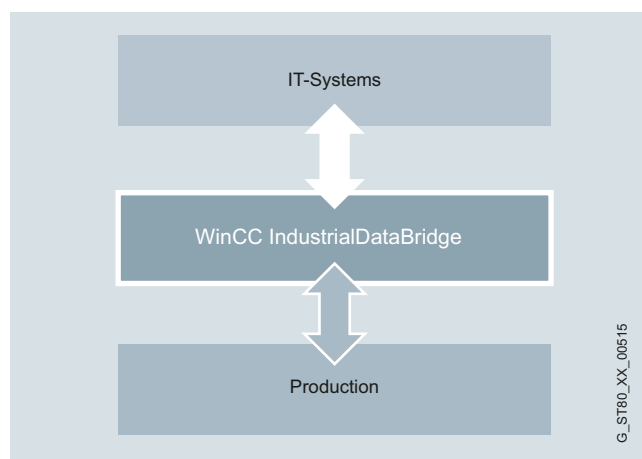 IT-Systems
WinCC IndustrialDataBridge
Production
G_ST80_XX_00515